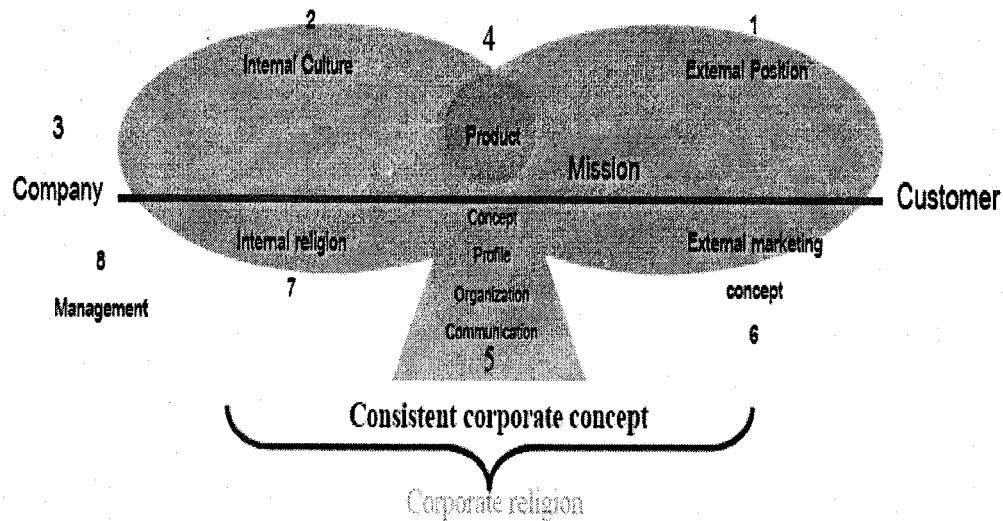 2
4
1
Internal Culture
External Position
3
Product
Mission
Company
Customer
Concept
Internal religion
External marketing
Profile
8
7
concept
Organization
Management
Communication
6
5
Consistent corporate concept
Corporate religion